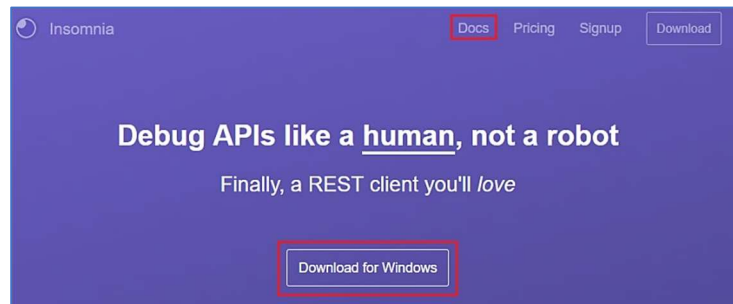 Insomnia Docs Pricing Signup Download
Debug APIs like a human, not a robot
Finally, a REST client you'll love
Download for Windows